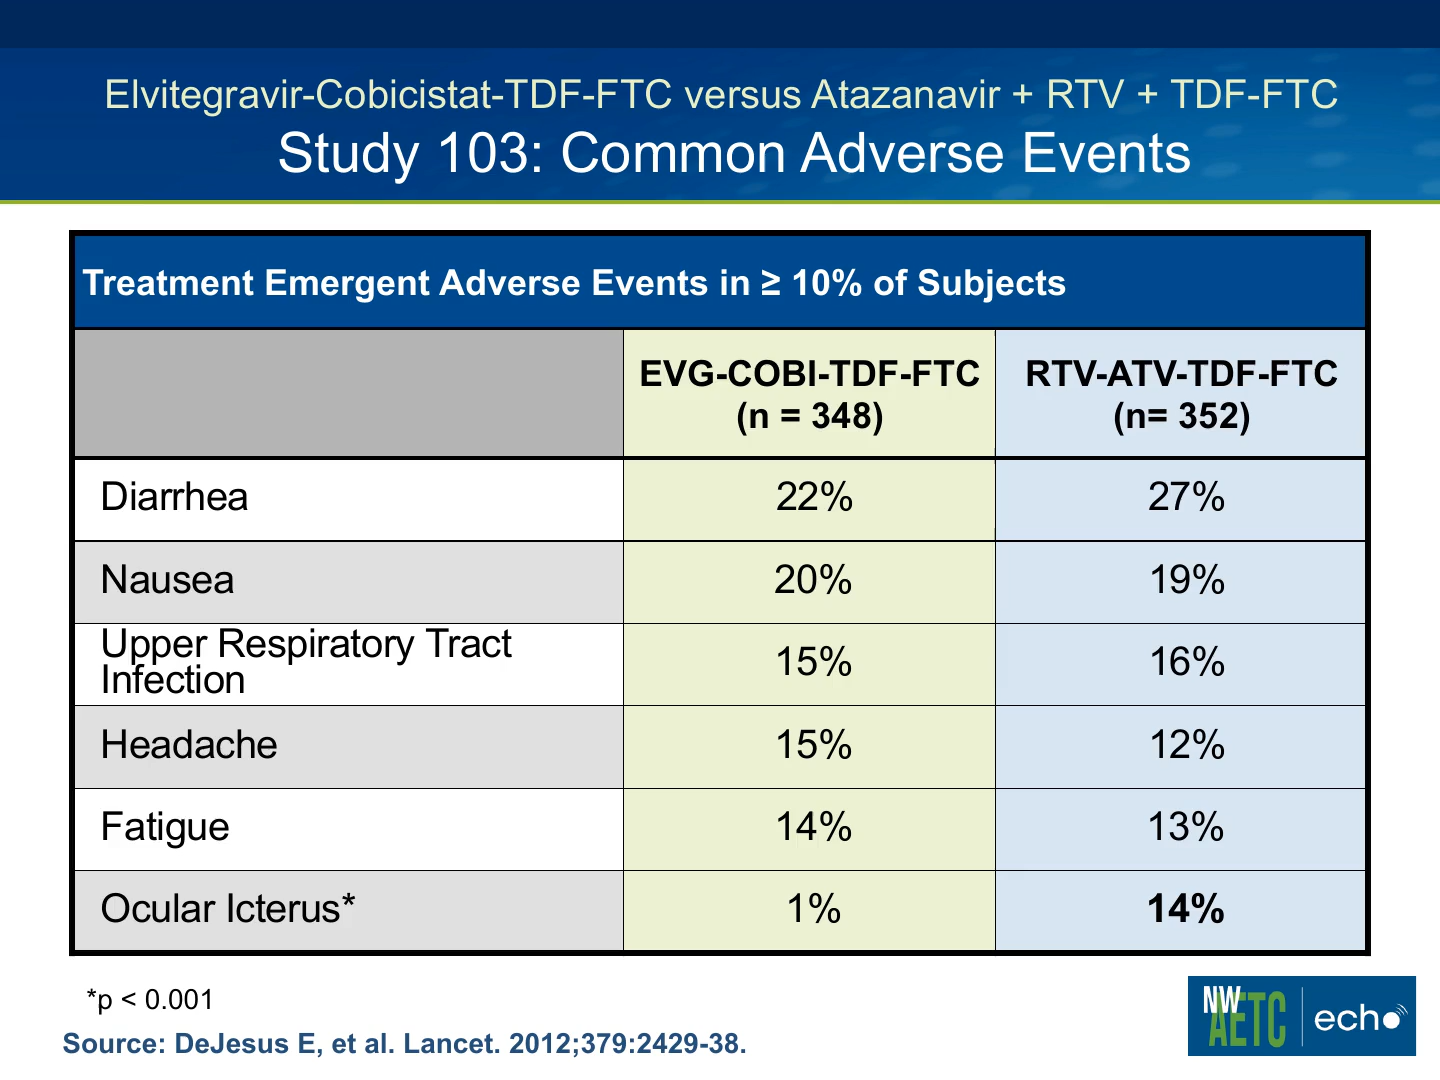 Elvitegravir-Cobicistat-TDF-FTC versus Atazanavir + RTV + TDF-FTC
Study 103: Common Adverse Events
Treatment Emergent Adverse Events in ≥ 10% of Subjects
EVG-COBI-TDF-FTC RTV-ATV-TDF-FTC
(n = 348) (n= 352)
Diarrhea 22% 27%
Nausea 20% 19%
Upper Respiratory Tract
Infection 15% 16%
Headache 15% 12%
Fatigue 14% 13%
Ocular Icterus* 1% 14%
*p < 0.001
Source: DeJesus E, et al. Lancet. 2012;379:2429-38.
NW
AETC echo